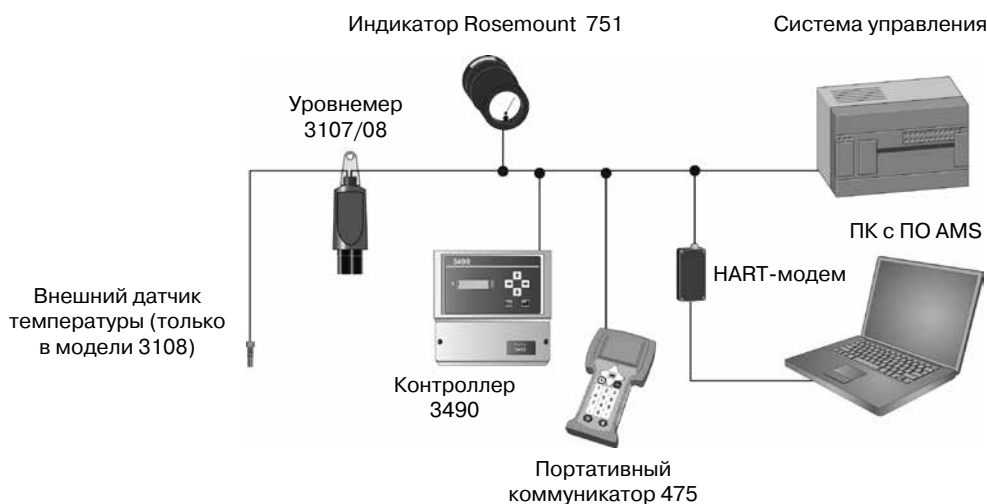 Индикатор Rosemount 751
Система управления
Уровнемер
3107/08
ПК с ПО AMS
3490
HART-модем
Внешний датчик
температуры (только
в модели 3108)
Контроллер
3490
Портативный
коммуникатор 475